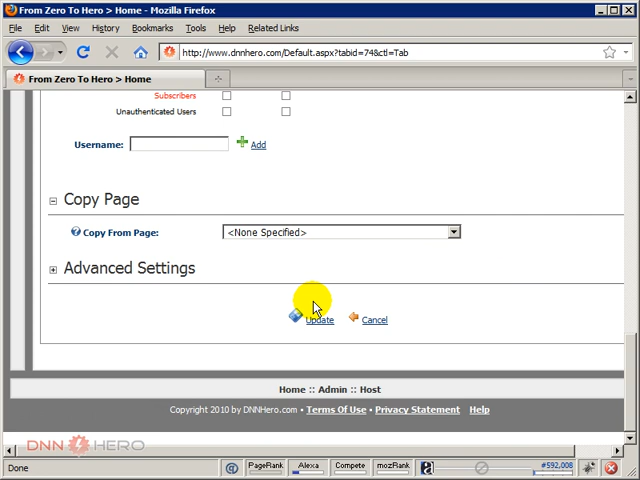 From Zero To Hero > Home - Mozilla Firefox
File Edit View History Bookmarks Tools Help Related Links
http://www.dnnhero.com/Default.aspx?tabid=74&ctl=Tab
From Zero To Hero > Home
Subscribers
Unauthenticated Users
Username: Add
Copy Page
Copy From Page: <None Specified>
Advanced Settings
Update Cancel
Home :: Admin :: Host
Copyright 2010 by DNNHero.com • Terms Of Use • Privacy Statement Help
DNN HERO
Done PageRank Alexa Compete mozRank a #592,008